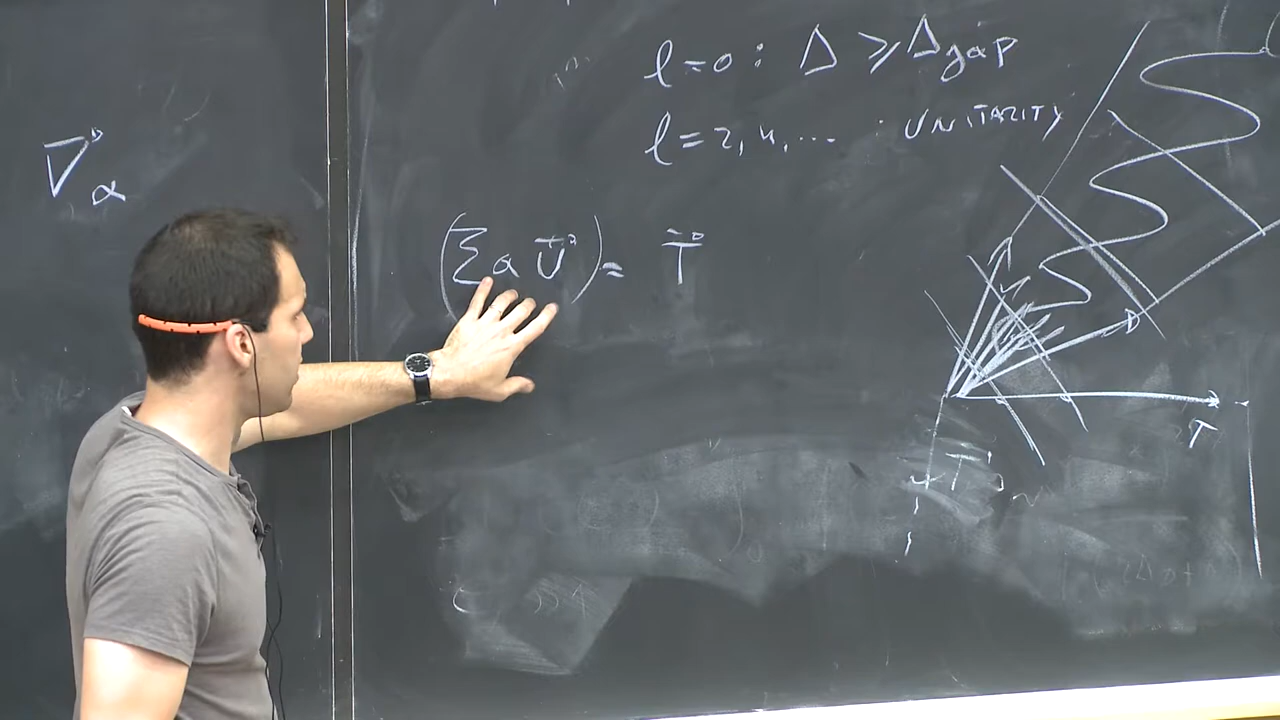 ℓ=0: Δ ≥ Δgap
ℓ=2,4,... : UNITARITY
V⃗α
(Σ a V⃗) = T⃗
T
T